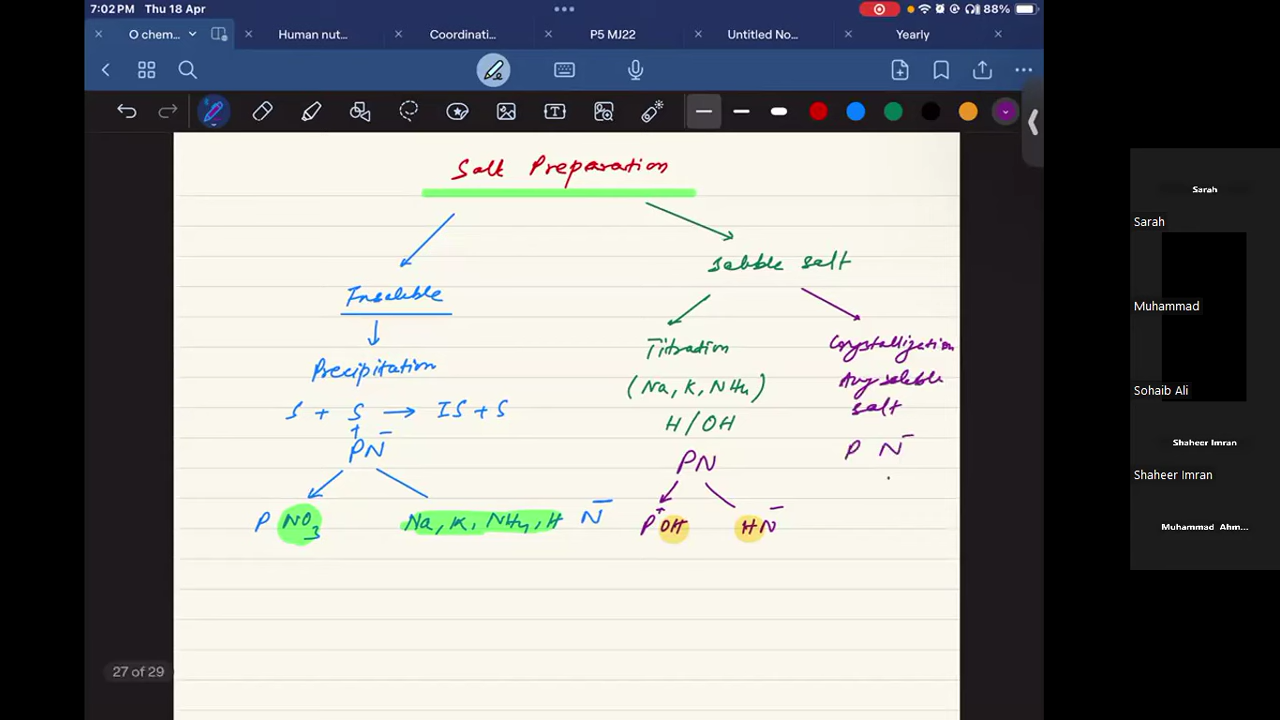 7:02 PM Thu 18 Apr
88%
O chem...
Human nut...
Coordinati...
P5 MJ22
Untitled No...
Yearly
Salt Preparation
Insoluble
Precipitation
S + S → IS + S
P⁺N⁻
P NO3
Na, K, NH4, H N⁻
Soluble salt
Titration
(Na, K, NH4)
H / OH
PN
P⁺OH
HN⁻
Crystallization
Any soluble
salt
P N⁻
27 of 29
Sarah
Sarah
Muhammad
Sohaib Ali
Shaheer Imran
Shaheer Imran
Muhammad Ahm...